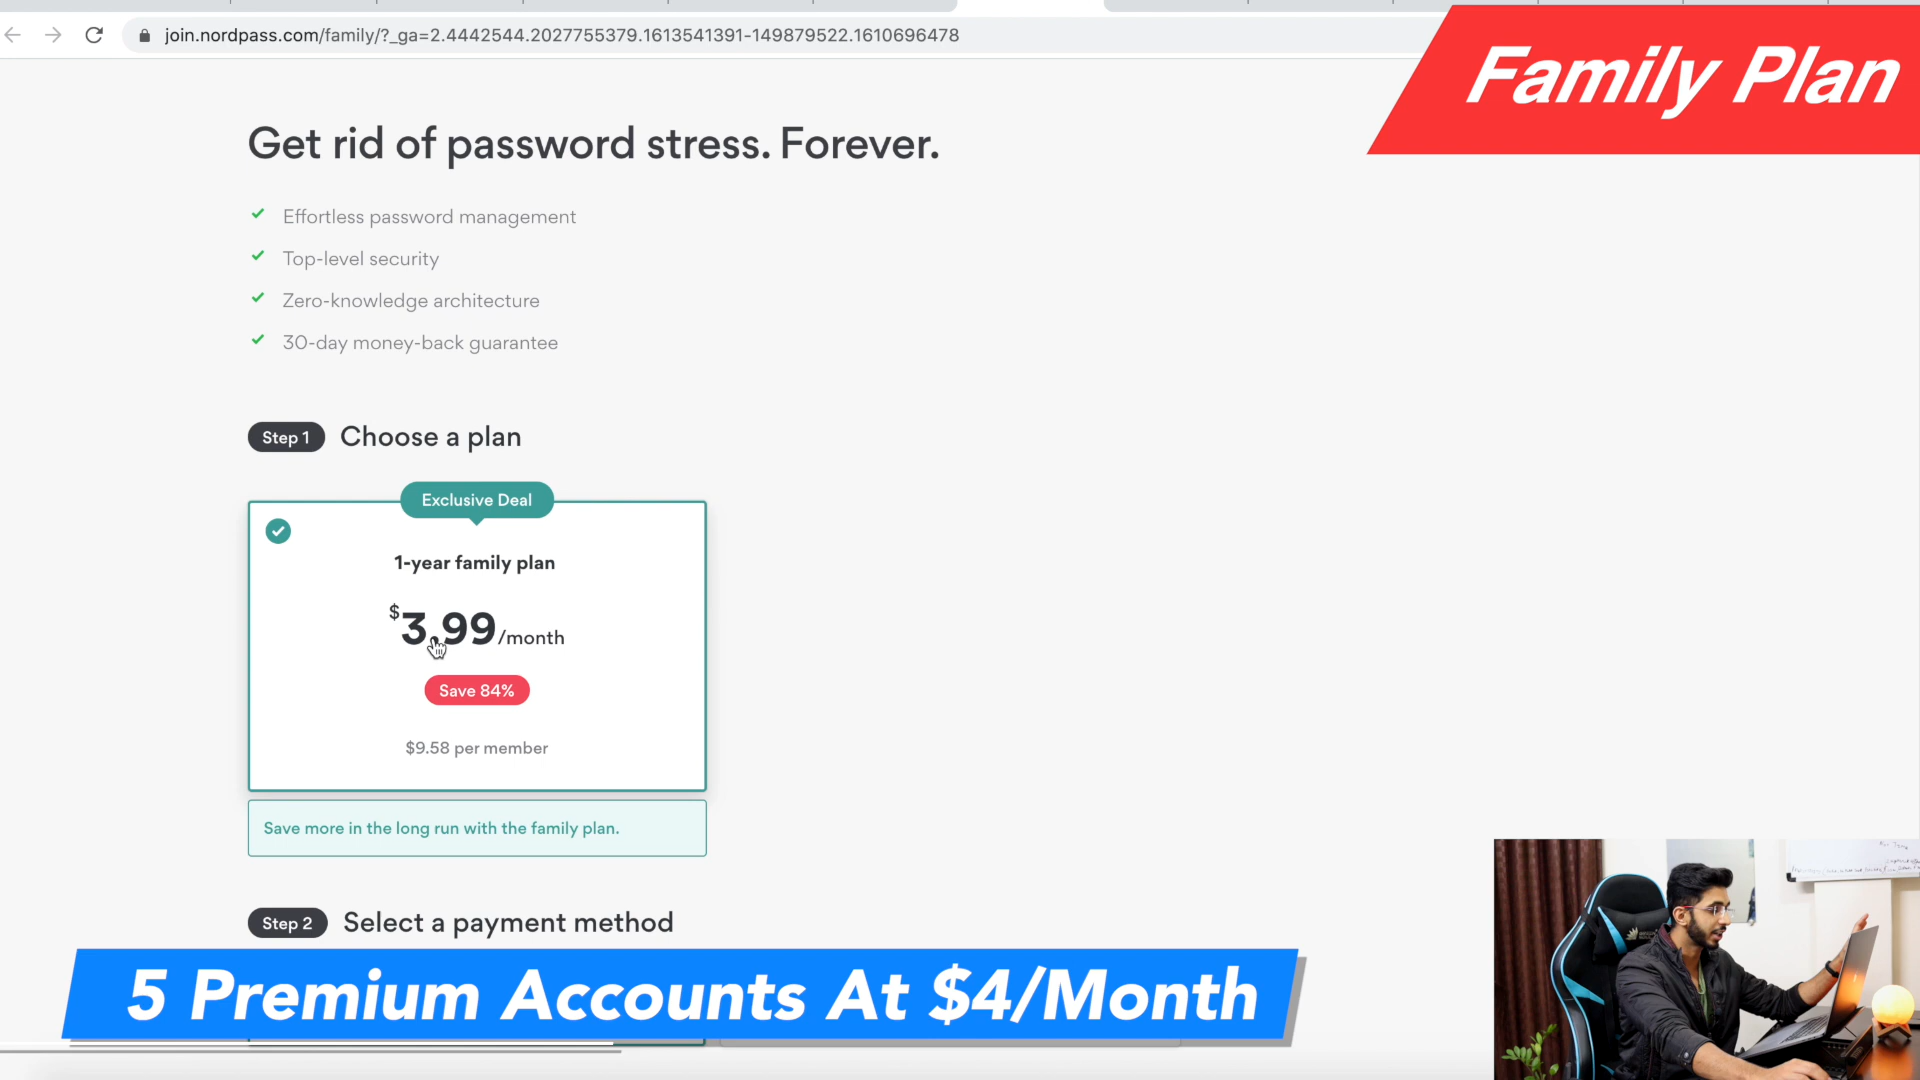 join.nordpass.com/family/?_ga=2.4442544.2027755379.1613541391-149879522.1610696478
Family Plan
Get rid of password stress. Forever.
Effortless password management
Top-level security
Zero-knowledge architecture
30-day money-back guarantee
Step 1 Choose a plan
Exclusive Deal
1-year family plan
$3.99/month
Save 84%
$9.58 per member
Save more in the long run with the family plan.
Step 2 Select a payment method
5 Premium Accounts At $4/Month